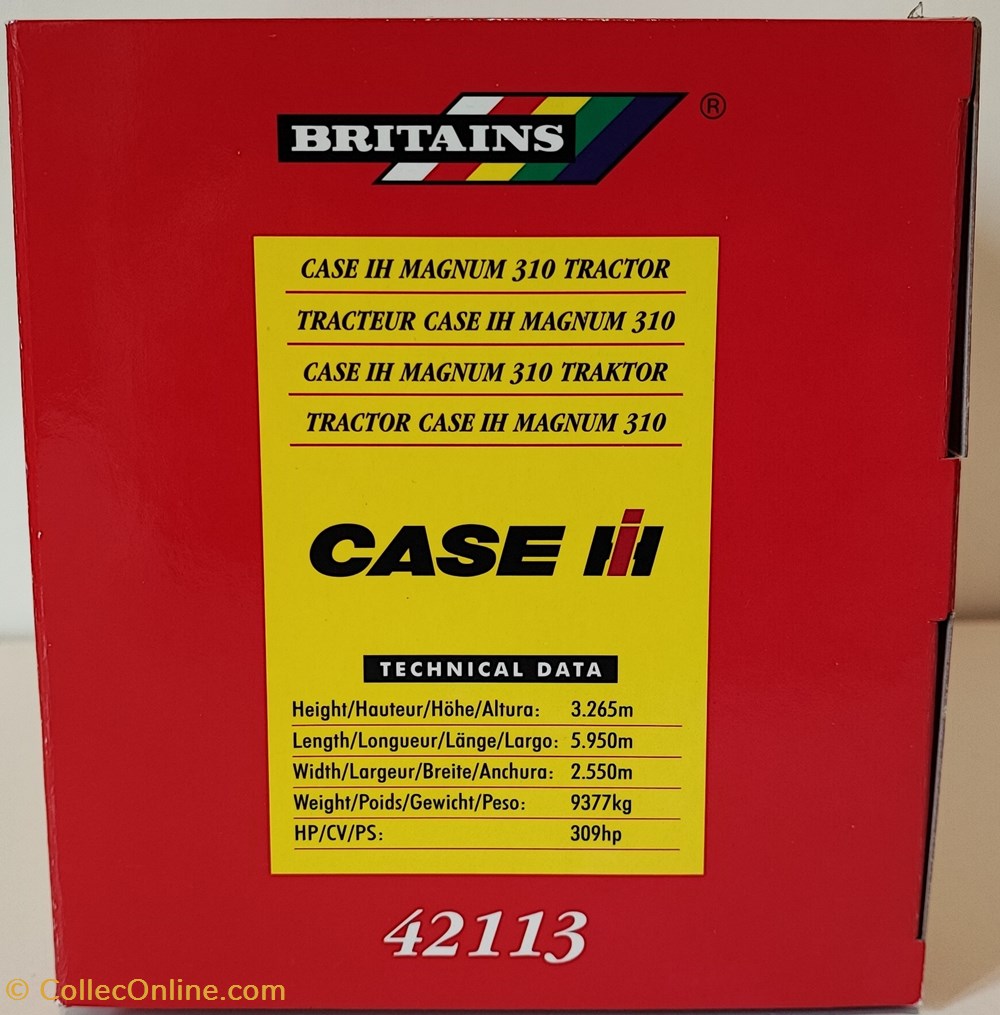 BRITAINS ®
CASE IH MAGNUM 310 TRACTOR
TRACTEUR CASE IH MAGNUM 310
CASE IH MAGNUM 310 TRAKTOR
TRACTOR CASE IH MAGNUM 310
CASE IH
TECHNICAL DATA
Height/Hauteur/Höhe/Altura: 3.265m
Length/Longueur/Länge/Largo: 5.950m
Width/Largeur/Breite/Anchura: 2.550m
Weight/Poids/Gewicht/Peso: 9377kg
HP/CV/PS: 309hp
42113
© CollecOnline.com